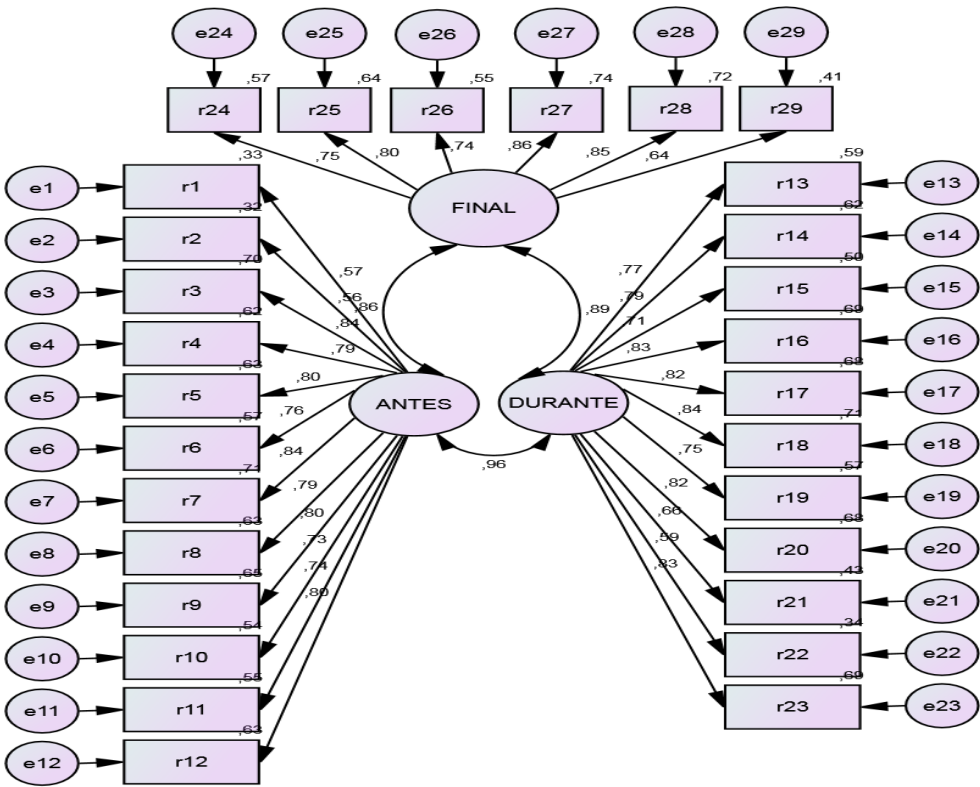 e24 e25 e26 e27 e28 e29
,57 ,64 ,55 ,74 ,72 ,41
r24 r25 r26 r27 r28 r29
,75 ,80 ,74 ,86 ,85 ,64
FINAL
,33
e1 r1
,32
e2 r2
,70
e3 r3
,62
e4 r4
,63
e5 r5
,57
e6 r6
,71
e7 r7
,63
e8 r8
,65
e9 r9
,54
e10 r10
,55
e11 r11
,63
e12 r12
,57
,56
,86
,84
,79
,80
,76
,84
,79
,80
,73
,74
,80
ANTES
DURANTE
,89
,96
,77
,79
,71
,83
,82
,84
,75
,82
,66
,59
,83
,59
r13 e13
,62
r14 e14
,50
r15 e15
,69
r16 e16
,68
r17 e17
,71
r18 e18
,57
r19 e19
,68
r20 e20
,43
r21 e21
,34
r22 e22
,69
r23 e23